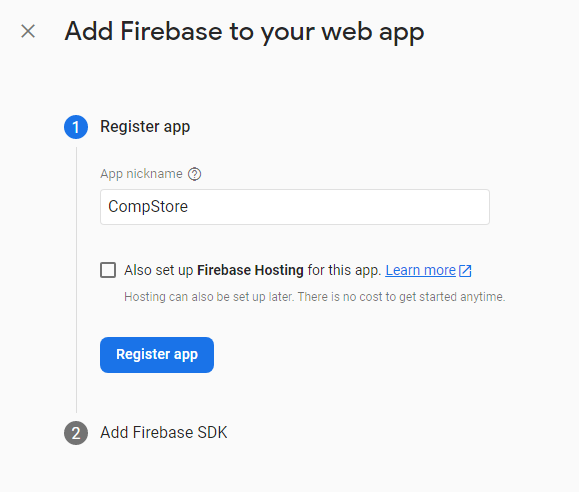 Add Firebase to your web app
1
Register app
App nickname
CompStore
Also set up Firebase Hosting for this app. Learn more
Hosting can also be set up later. There is no cost to get started anytime.
Register app
2
Add Firebase SDK